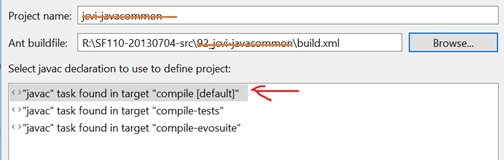 Project name: jcvi-javacommon
Ant buildfile: R:\SF110-20130704-src\92_jcvi-javacommon\build.xml Browse...
Select javac declaration to use to define project:
<>"javac" task found in target "compile [default]"
<>"javac" task found in target "compile-tests"
<>"javac" task found in target "compile-evosuite"